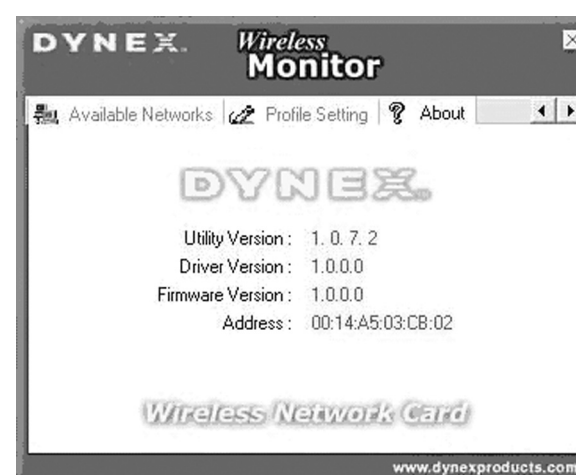 DYNEX. Wireless Monitor
Available Networks Profile Setting About
DYNEX.
Utility Version : 1. 0. 7. 2
Driver Version : 1.0.0.0
Firmware Version : 1.0.0.0
Address : 00:14:A5:03:CB:02
Wireless Network Card
www.dynexproducts.com